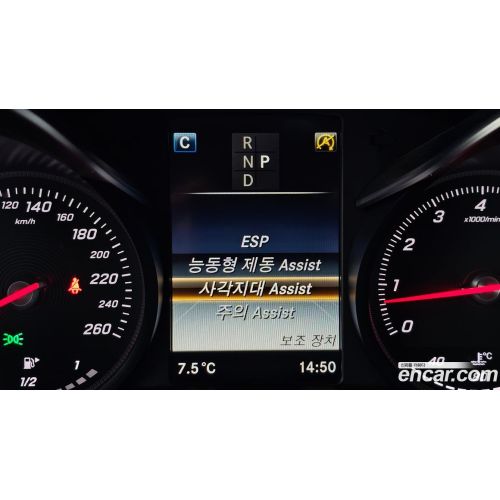 C
R
N P
D
A
120 140 160
km/h
180
200
220
240
260
1/2
1
ESP
능동형 제동 Assist
사각지대 Assist
주의 Assist
보조 장치
7.5°C
14:50
4
3
x1000/min
2
1
0
40
°C
encar.com